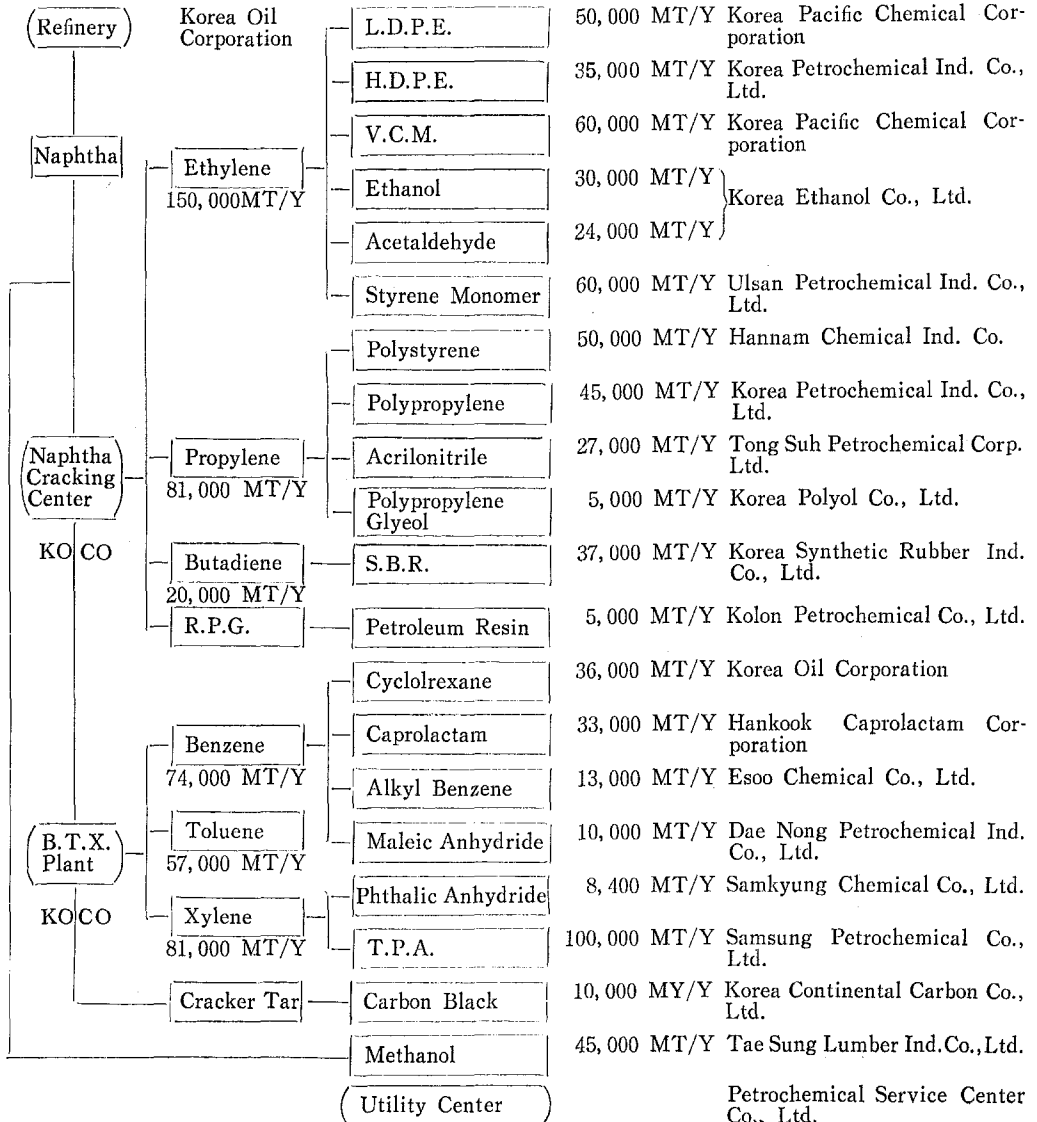 (Refinery) Korea Oil Corporation
L.D.P.E. 50,000 MT/Y Korea Pacific Chemical Cor-
poration
H.D.P.E. 35,000 MT/Y Korea Petrochemical Ind. Co.,
Ltd.
Naphtha
V.C.M. 60,000 MT/Y Korea Pacific Chemical Cor-
poration
Ethylene
150,000MT/Y
Ethanol 30,000 MT/Y
Korea Ethanol Co., Ltd.
Acetaldehyde 24,000 MT/Y
Styrene Monomer 60,000 MT/Y Ulsan Petrochemical Ind. Co.,
Ltd.
Polystyrene 50,000 MT/Y Hannam Chemical Ind. Co.
Polypropylene 45,000 MT/Y Korea Petrochemical Ind. Co.,
Ltd.
(Naphtha
Cracking
Center)
KOCO
Propylene
81,000 MT/Y
Acrilonitrile 27,000 MT/Y Tong Suh Petrochemical Corp.
Ltd.
Polypropylene
Glyeol
5,000 MT/Y Korea Polyol Co., Ltd.
Butadiene
20,000 MT/Y
S.B.R. 37,000 MT/Y Korea Synthetic Rubber Ind.
Co., Ltd.
R.P.G. Petroleum Resin 5,000 MT/Y Kolon Petrochemical Co., Ltd.
Cyclolrexane 36,000 MT/Y Korea Oil Corporation
Benzene
74,000 MT/Y
Caprolactam 33,000 MT/Y Hankook Caprolactam Cor-
poration
Alkyl Benzene 13,000 MT/Y Esoo Chemical Co., Ltd.
(B.T.X.
Plant)
KOCO
Toluene
57,000 MT/Y
Maleic Anhydride 10,000 MT/Y Dae Nong Petrochemical Ind.
Co., Ltd.
Phthalic Anhydride 8,400 MT/Y Samkyung Chemical Co., Ltd.
Xylene
81,000 MT/Y
T.P.A. 100,000 MT/Y Samsung Petrochemical Co.,
Ltd.
Cracker Tar Carbon Black 10,000 MY/Y Korea Continental Carbon Co.,
Ltd.
Methanol 45,000 MT/Y Tae Sung Lumber Ind.Co.,Ltd.
(Utility Center) Petrochemical Service Center
Co., Ltd.